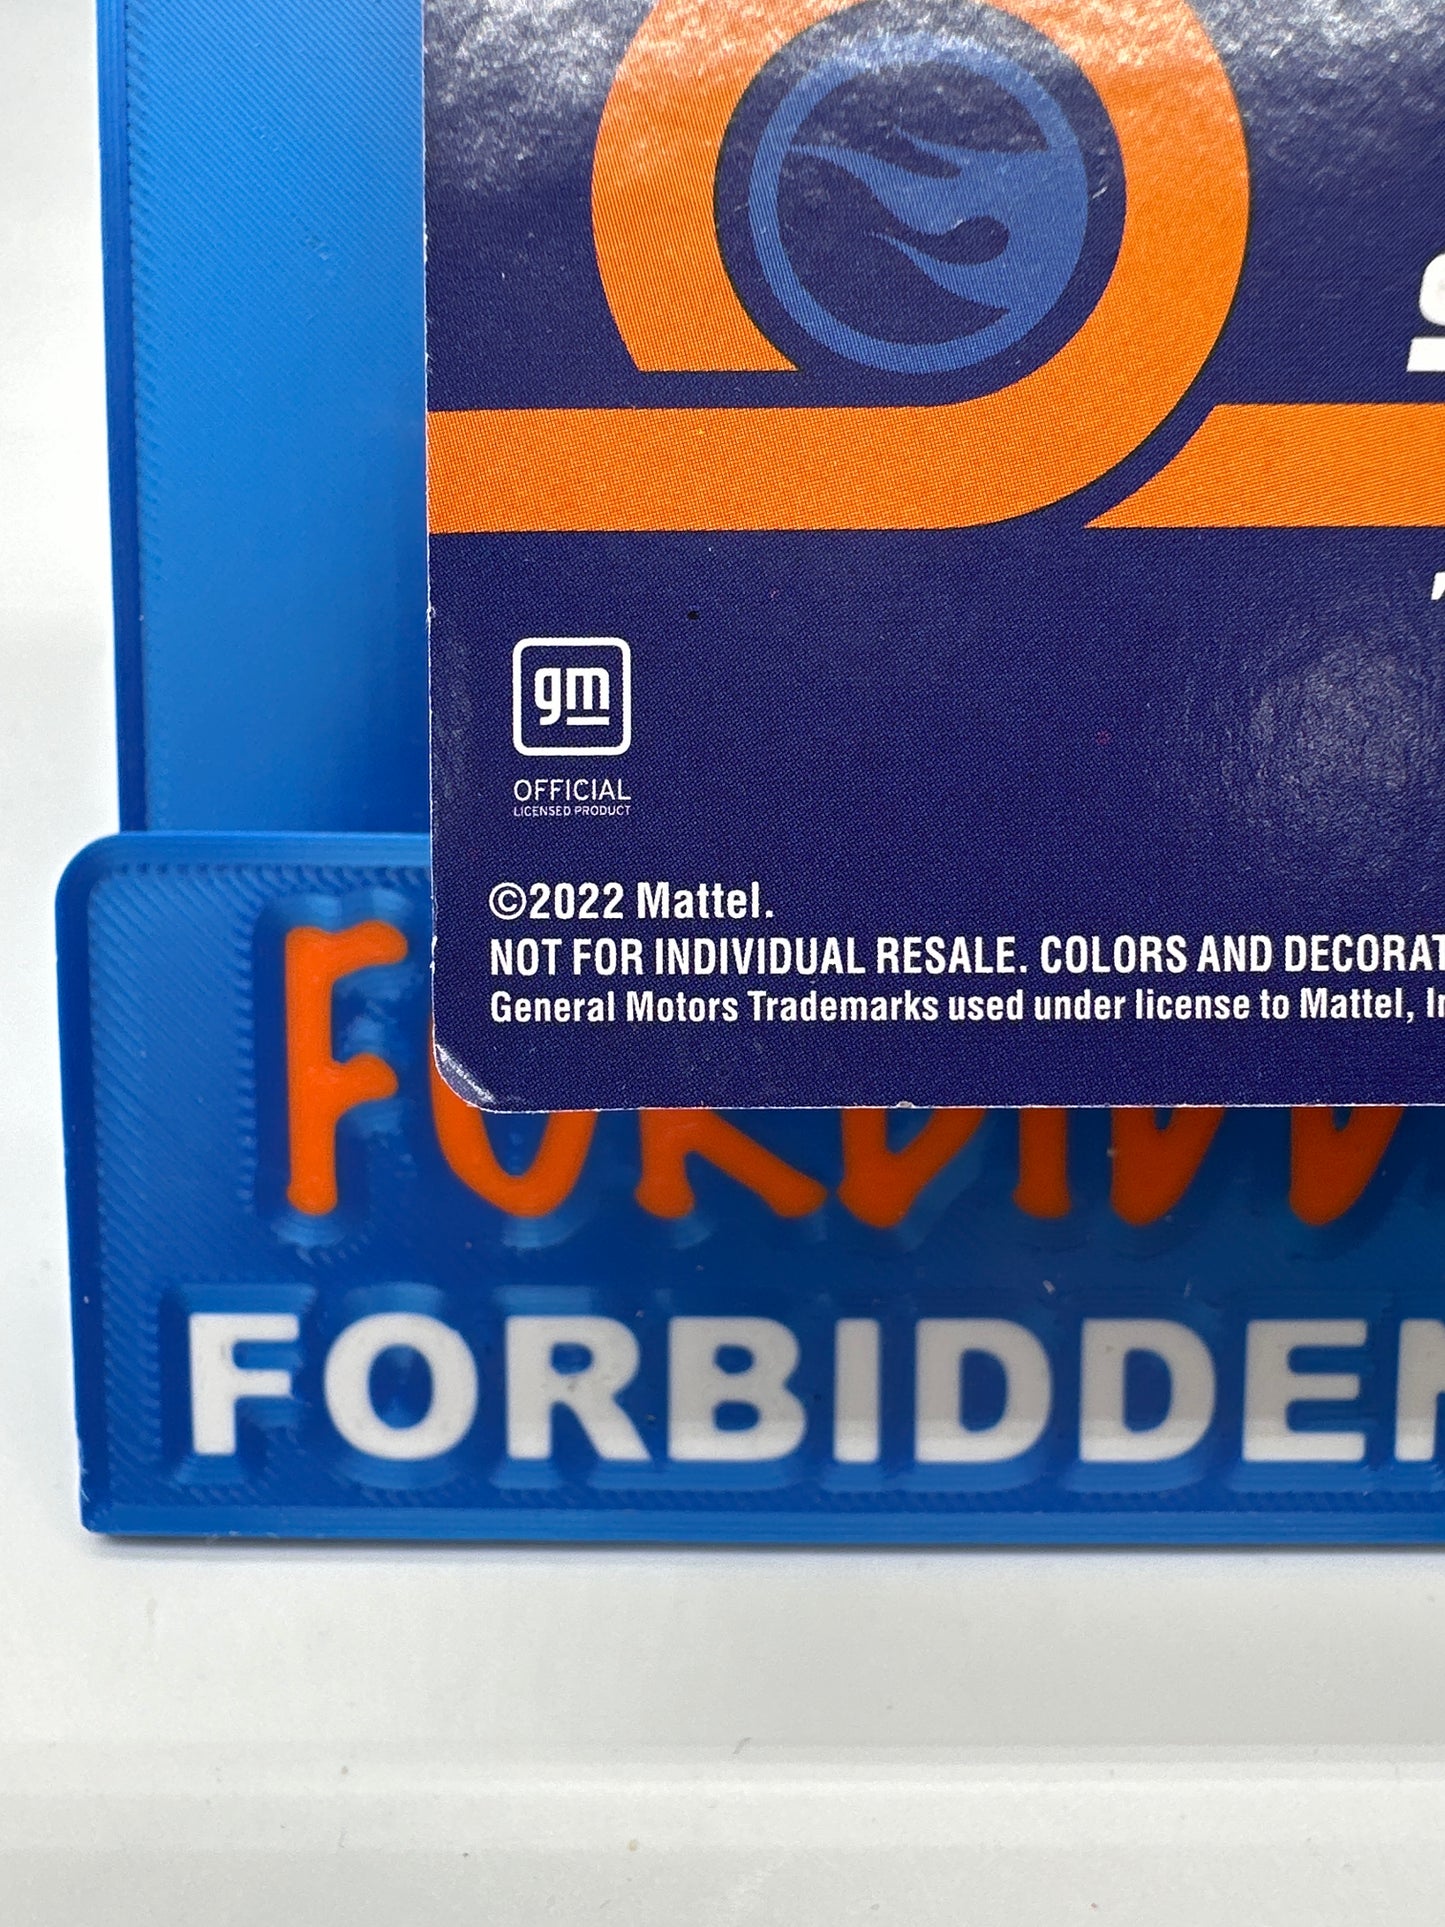 gm
OFFICIAL
LICENSED PRODUCT
©2022 Mattel.
NOT FOR INDIVIDUAL RESALE. COLORS AND DECORAT
General Motors Trademarks used under license to Mattel, In
FORBIDD
FORBIDDEN